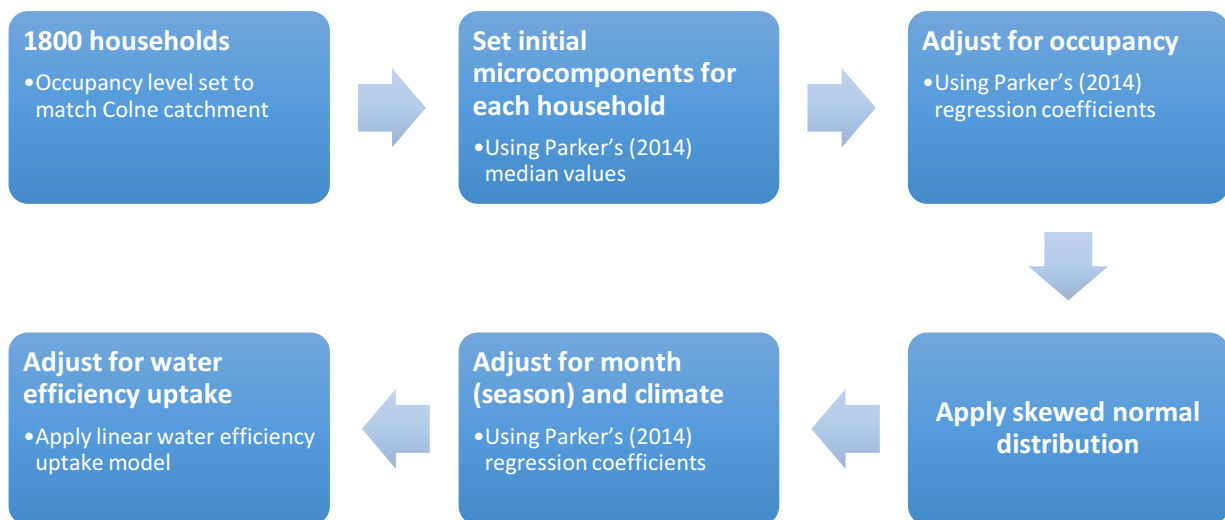 1800 households
•Occupancy level set to
match Colne catchment
Set initial
microcomponents for
each household
•Using Parker’s (2014)
median values
Adjust for occupancy
•Using Parker’s (2014)
regression coefficients
Apply skewed normal
distribution
Adjust for month
(season) and climate
•Using Parker’s (2014)
regression coefficients
Adjust for water
efficiency uptake
•Apply linear water efficiency
uptake model